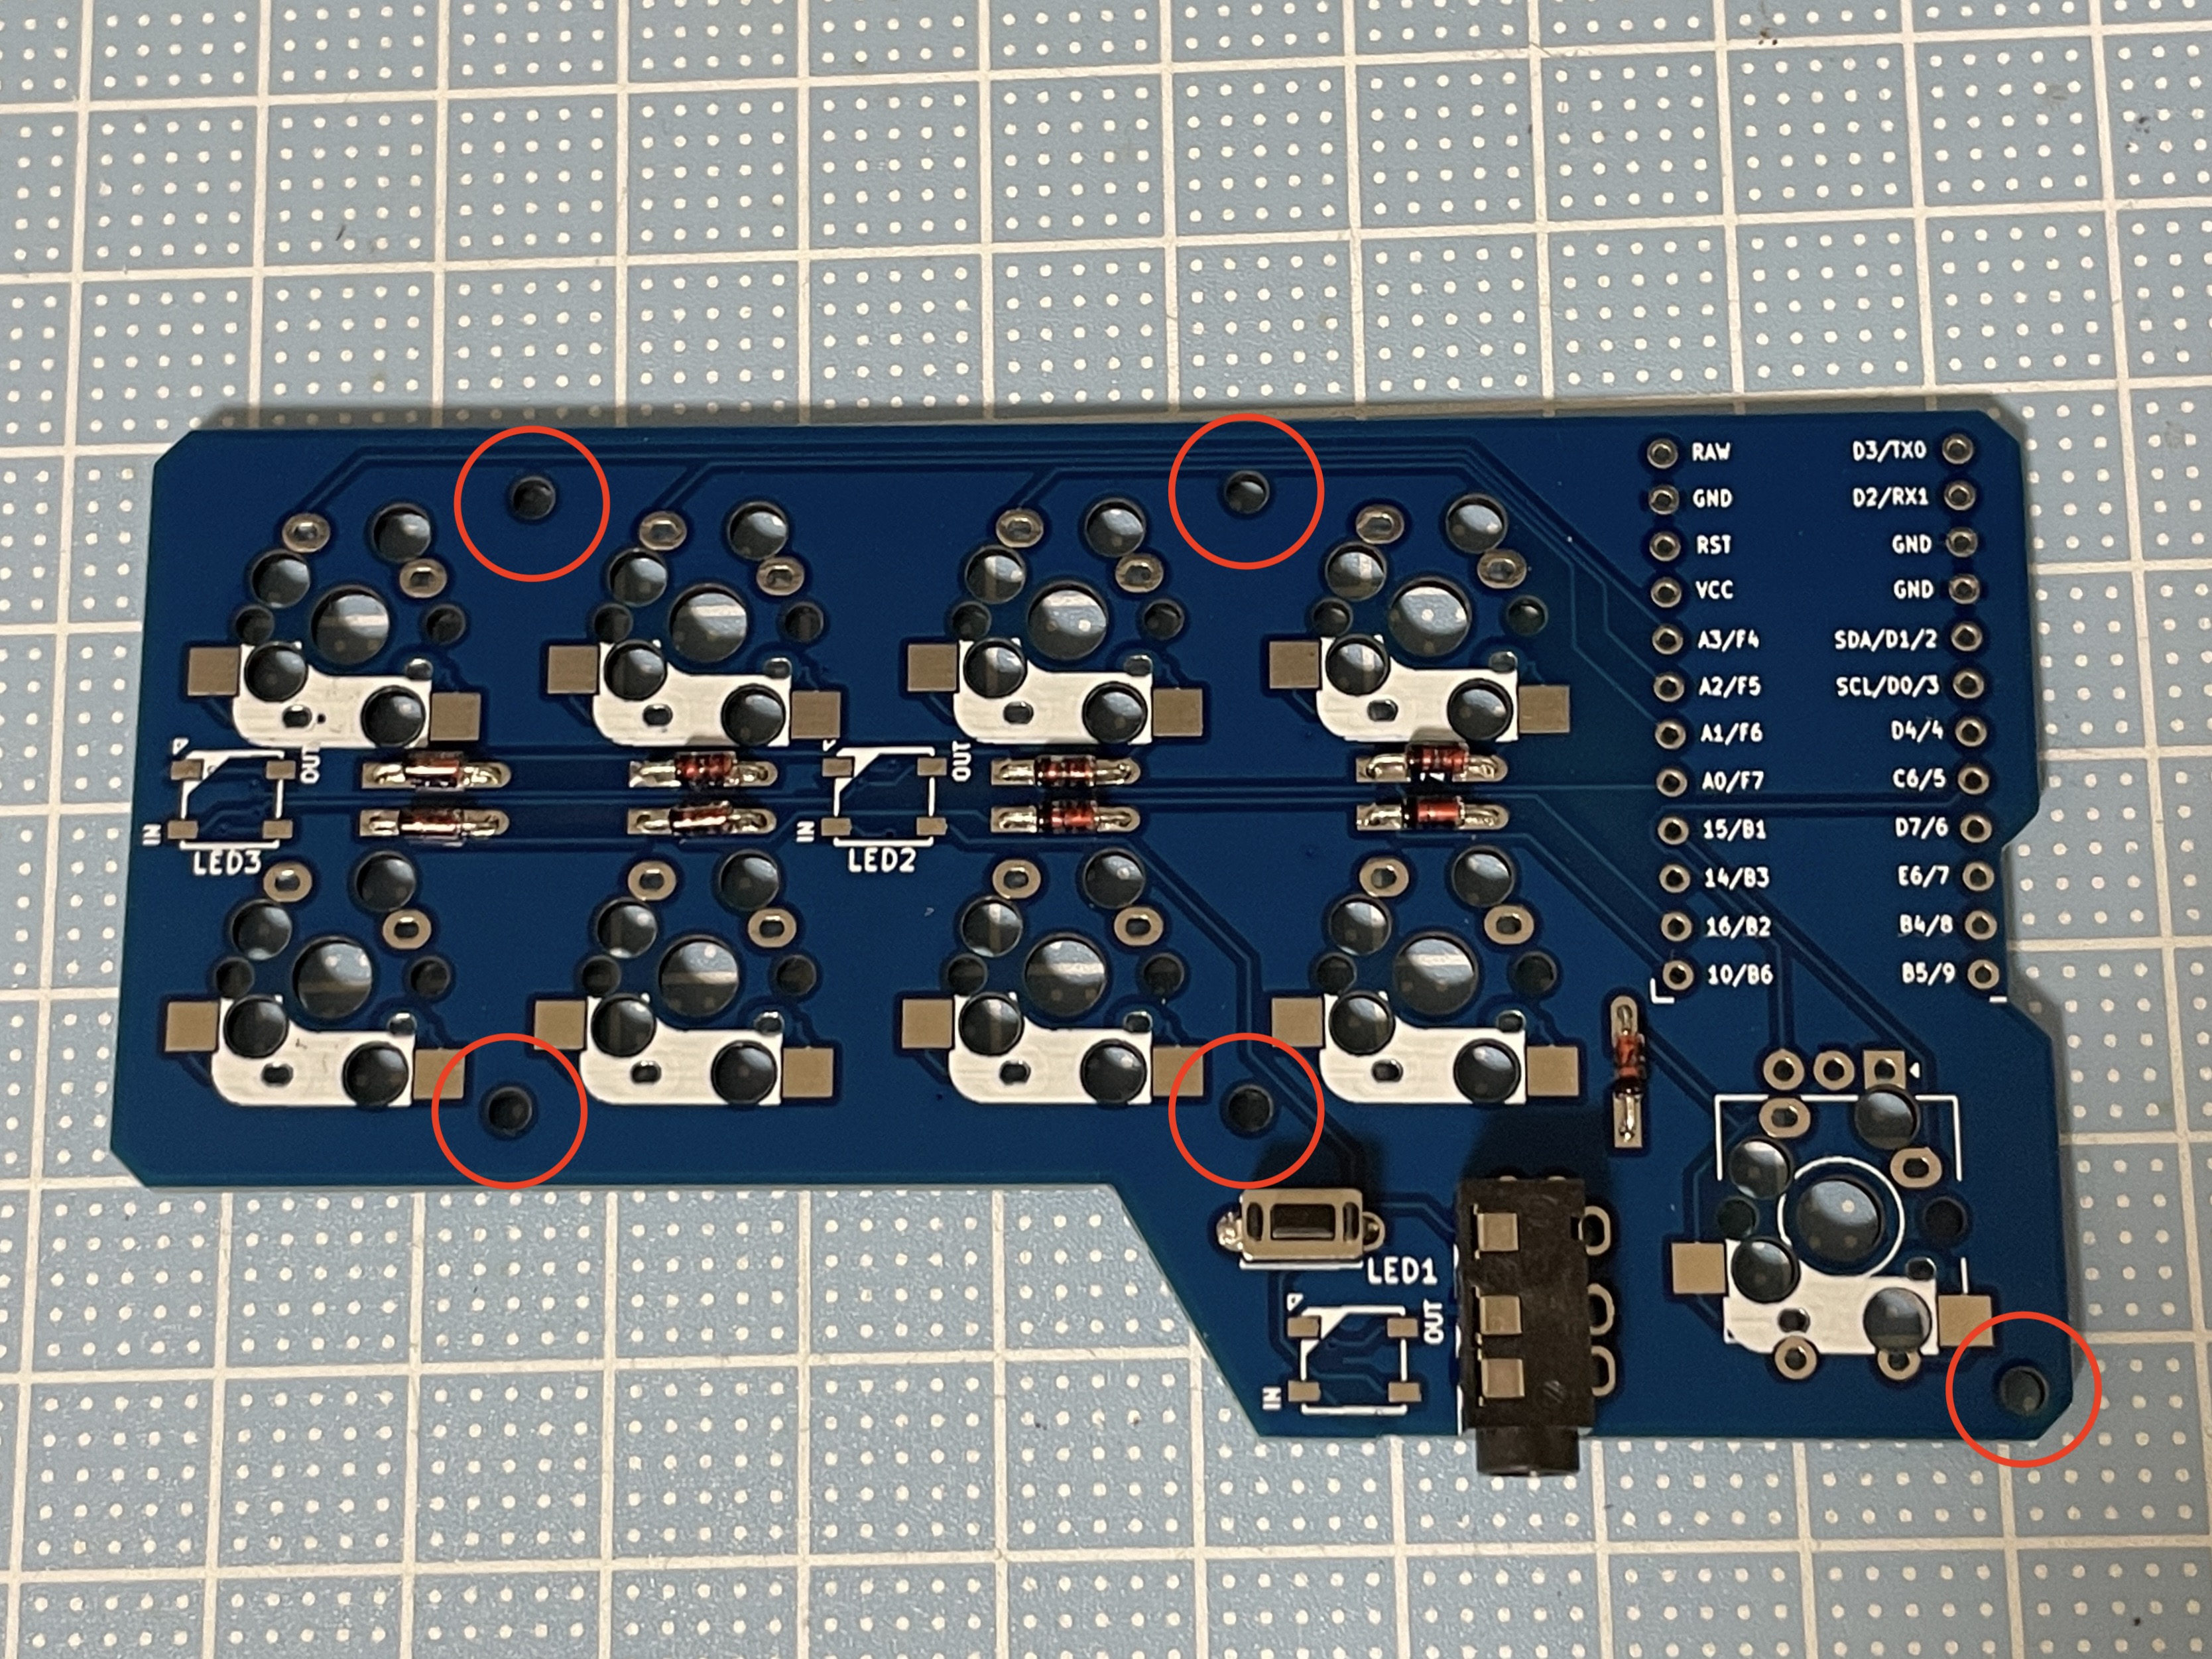 RAW D3/TX0
GND D2/RX1
RST GND
VCC GND
A3/F4 SDA/D1/2
A2/F5 SCL/D0/3
A1/F6 D4/4
A0/F7 C6/5
15/B1 D7/6
14/B3 E6/7
16/B2 B4/8
10/B6 B5/9
OUT
IN
LED3
OUT
IN
LED2
LED1
OUT
IN